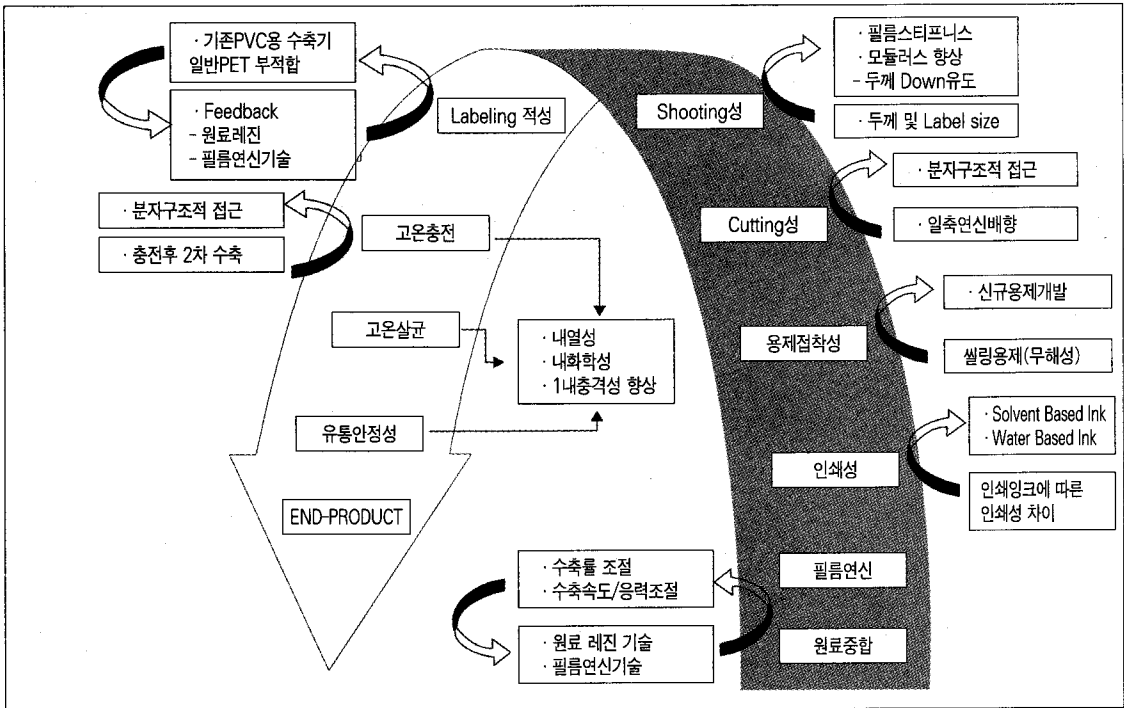 · 기존PVC용 수축기
일반PET 부적합
· Feedback
- 원료레진
- 필름연신기술
Labeling 적성
Shooting성
· 필름스티프니스
· 모듈러스 향상
- 두께 Down유도
· 두께 및 Label size
· 분자구조적 접근
· 충전후 2차 수축
고온충전
Cutting성
· 분자구조적 접근
· 일축연신배향
고온살균
· 내열성
· 내화학성
· 1내충격성 향상
용제접착성
· 신규용제개발
씰링용제(무해성)
유통안정성
인쇄성
· Solvent Based Ink
· Water Based Ink
인쇄잉크에 따른
인쇄성 차이
END-PRODUCT
· 수축률 조절
· 수축속도/응력조절
· 원료 레진 기술
· 필름연신기술
필름연신
원료중합